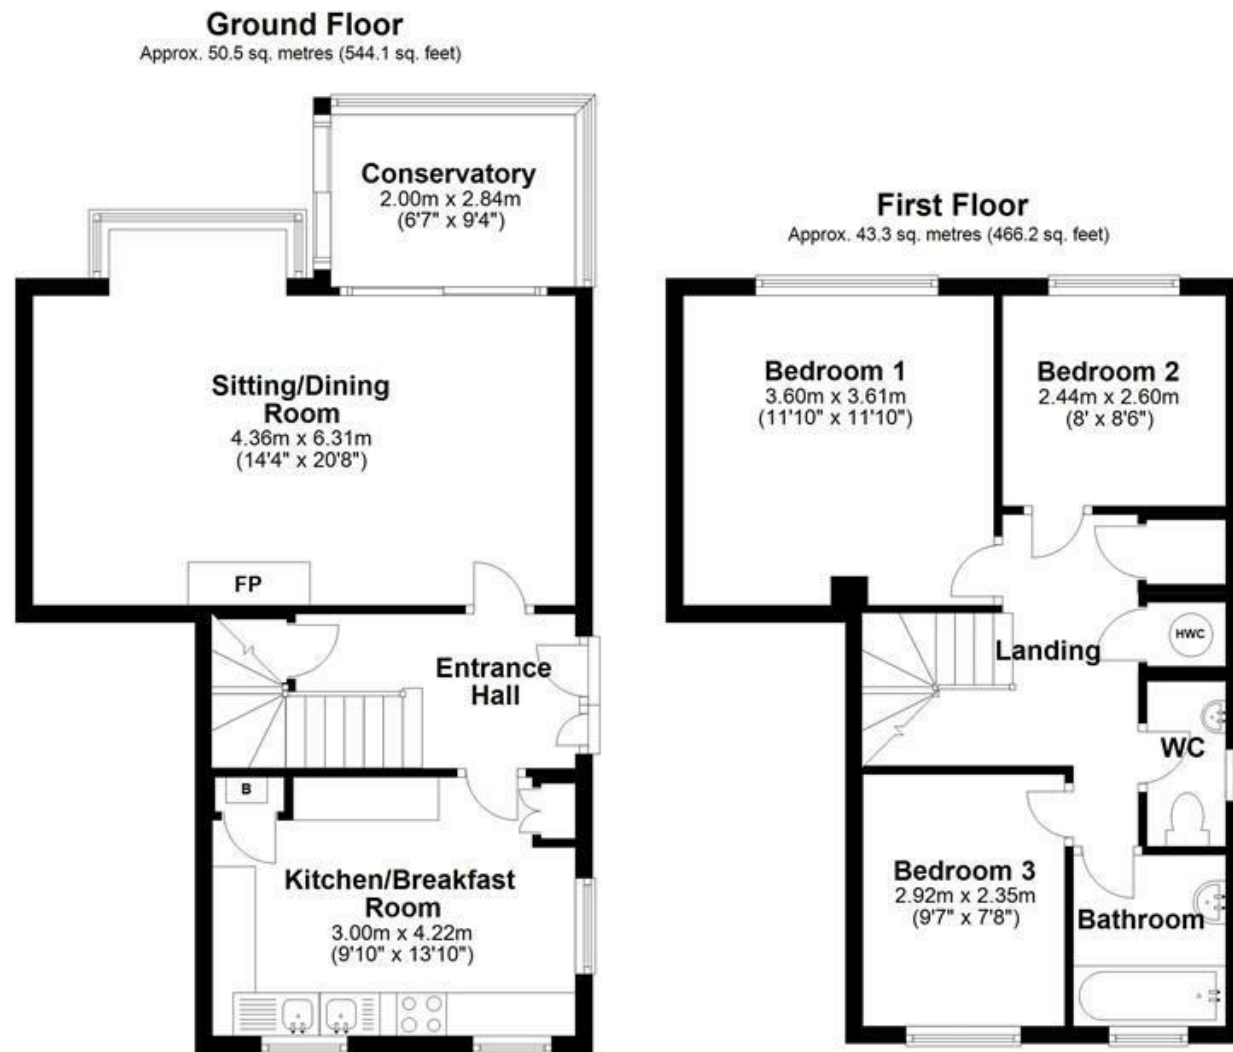 Ground Floor
Approx. 50.5 sq. metres (544.1 sq. feet)
Conservatory
2.00m x 2.84m
(6'7" x 9'4")
Sitting/Dining
Room
4.36m x 6.31m
(14'4" x 20'8")
FP
Entrance
Hall
B
Kitchen/Breakfast
Room
3.00m x 4.22m
(9'10" x 13'10")
First Floor
Approx. 43.3 sq. metres (466.2 sq. feet)
Bedroom 1
3.60m x 3.61m
(11'10" x 11'10")
Bedroom 2
2.44m x 2.60m
(8' x 8'6")
HWC
Landing
WC
Bedroom 3
2.92m x 2.35m
(9'7" x 7'8")
Bathroom